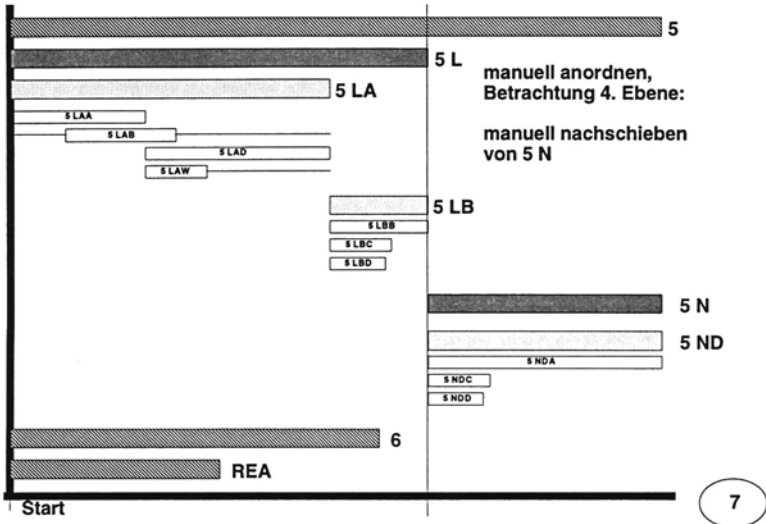 5
5 L
manuell anordnen,
Betrachtung 4. Ebene:
5 LA
5 LAA
manuell nachschieben
von 5 N
5 LAB
5 LAD
5 LAW
5 LB
5 LBB
5 LBC
5 LBD
5 N
5 ND
5 NDA
5 NDC
5 NDD
6
REA
Start
7